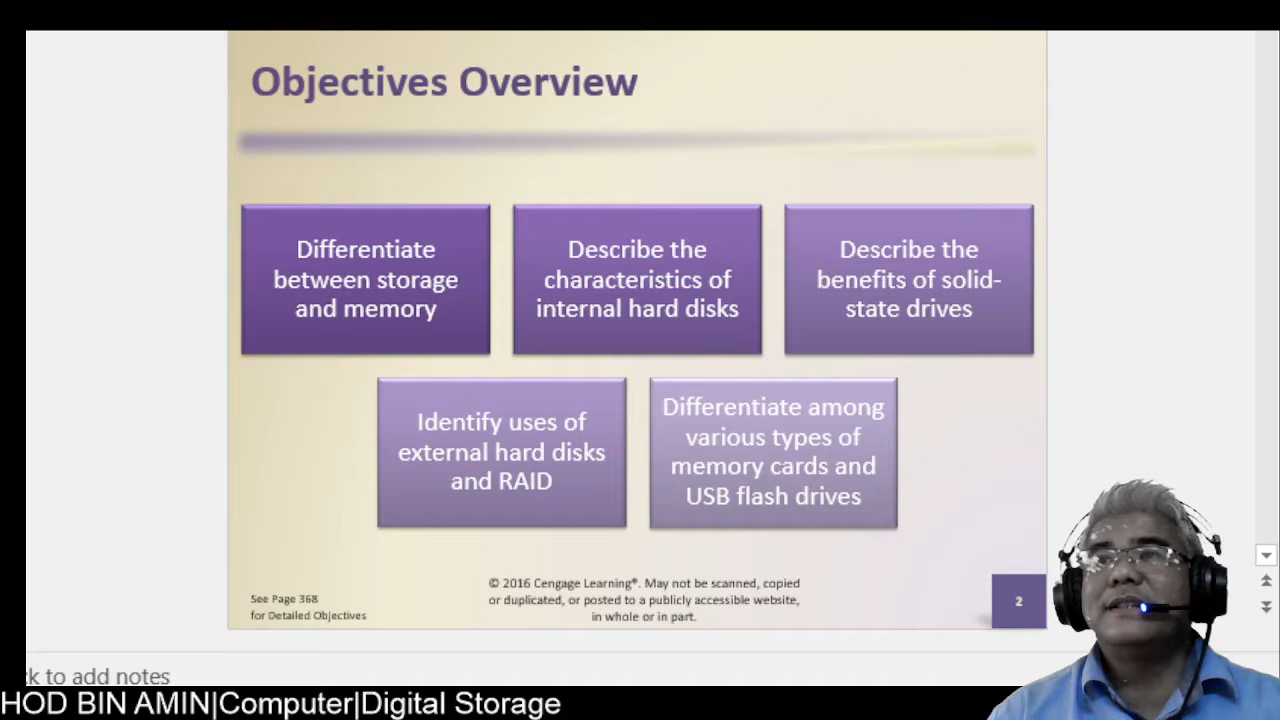 Objectives Overview
Differentiate
between storage
and memory
Describe the
characteristics of
internal hard disks
Describe the
benefits of solid-
state drives
Identify uses of
external hard disks
and RAID
Differentiate among
various types of
memory cards and
USB flash drives
See Page 368
for Detailed Objectives
© 2016 Cengage Learning®. May not be scanned, copied
or duplicated, or posted to a publicly accessible website,
in whole or in part.
2
ck to add notes
HOD BIN AMIN|Computer|Digital Storage